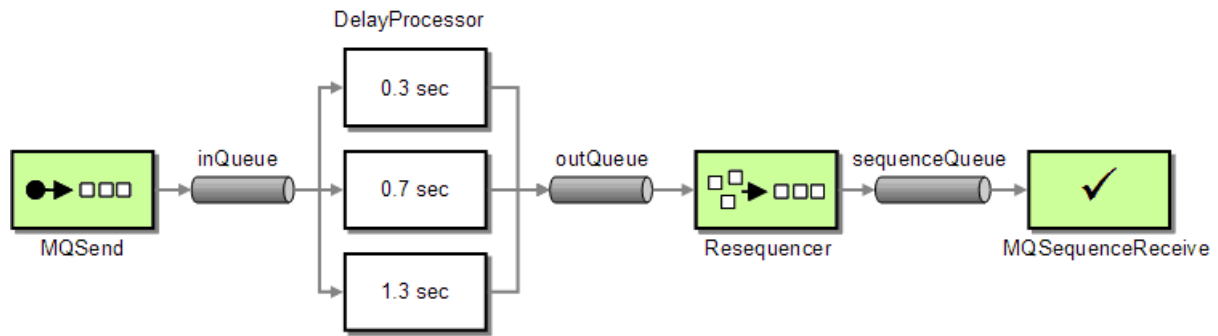 DelayProcessor
0.3 sec
inQueue
outQueue
sequenceQueue
0.7 sec
MQSend
Resequencer
MQSequenceReceive
1.3 sec